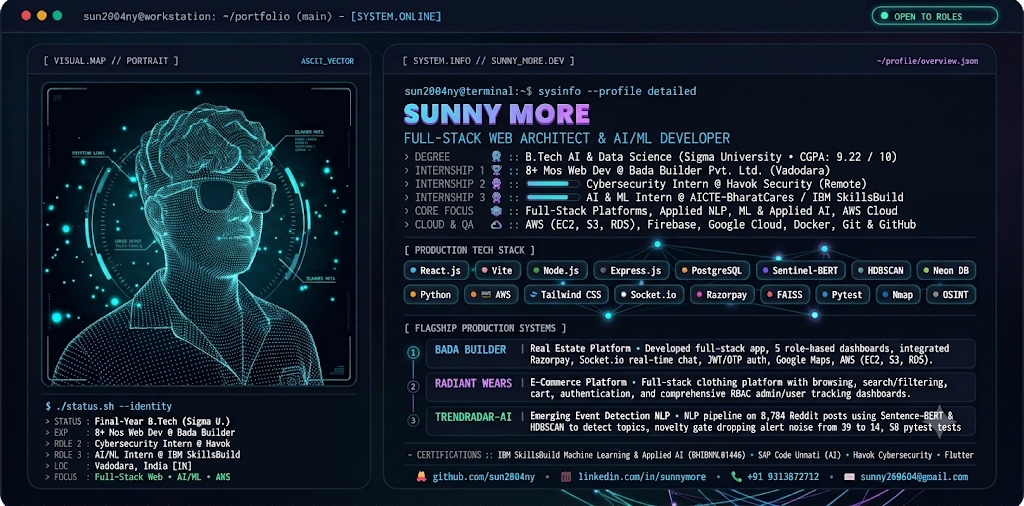 sun2004ny@workstation: ~/portfolio (main) – [SYSTEM.ONLINE]
OPEN TO ROLES
[ VISUAL.MAP // PORTRAIT ]
ASCII_VECTOR
$ ./status.sh --identity
> STATUS : Final-Year B.Tech (Sigma U.)
> EXP : 8+ Mos Web Dev @ Bada Builder
> ROLE 2 : Cybersecurity Intern @ Havok
> ROLE 3 : AI/NL Intern @ IBM SkillsBuild
> LOC : Vadodara, India [IN]
> FOCUS : Full-Stack Web • AI/ML • ANS
[ SYSTEM.INFO // SUNNY_MORE.DEV ]
~/profile/overview.json
sun2004ny@terminal:~$ sysinfo --profile detailed
SUNNY MORE
FULL-STACK WEB ARCHITECT & AI/ML DEVELOPER
> DEGREE :: B.Tech AI & Data Science (Sigma University • CGPA: 9.22 / 10)
> INTERNSHIP 1 :: 8+ Mos Web Dev @ Bada Builder Pvt. Ltd. (Vadodara)
> INTERNSHIP 2 :: Cybersecurity Intern @ Havok Security (Remote)
> INTERNSHIP 3 :: AI & ML Intern @ AICTE-BharatCares / IBM SkillsBuild
> CORE FOCUS :: Full-Stack Platforms, Applied NLP, ML & Applied AI, AWS Cloud
> CLOUD & QA :: AWS (EC2, S3, RDS), Firebase, Google Cloud, Docker, Git & GitHub
[ PRODUCTION TECH STACK ]
React.js Vite Node.js Express.js PostgreSQL Sentinel-BERT HDBSCAN Neon DB
Python AWS Tailwind CSS Socket.io Razorpay FAISS Pytest Nmap OSINT
[ FLAGSHIP PRODUCTION SYSTEMS ]
1 BADA BUILDER | Real Estate Platform • Developed full-stack app, 5 role-based dashboards, integrated
Razorpay, Socket.io real-time chat, JWT/OTP auth, Google Maps, AWS (EC2, S3, RDS).
2 RADIANT WEARS | E-Commerce Platform • Full-stack clothing platform with browsing, search/filtering,
cart, authentication, and comprehensive RBAC admin/user tracking dashboards.
3 TRENDRADAR-AI | Emerging Event Detection NLP • NLP pipeline on 8,784 Reddit posts using Sentence-BERT &
HDBSCAN to detect topics, novelty gate dropping alert noise from 39 to 14, 58 pytest tests
– CERTIFICATIONS :: IBM SkillsBuild Machine Learning & Applied AI • SAP Code Unnati (AI) • Havok Cybersecurity • Flutter
github.com/sun2004ny • linkedin.com/in/sunnymore • +91 9313872712 • sunny269604@gmail.com